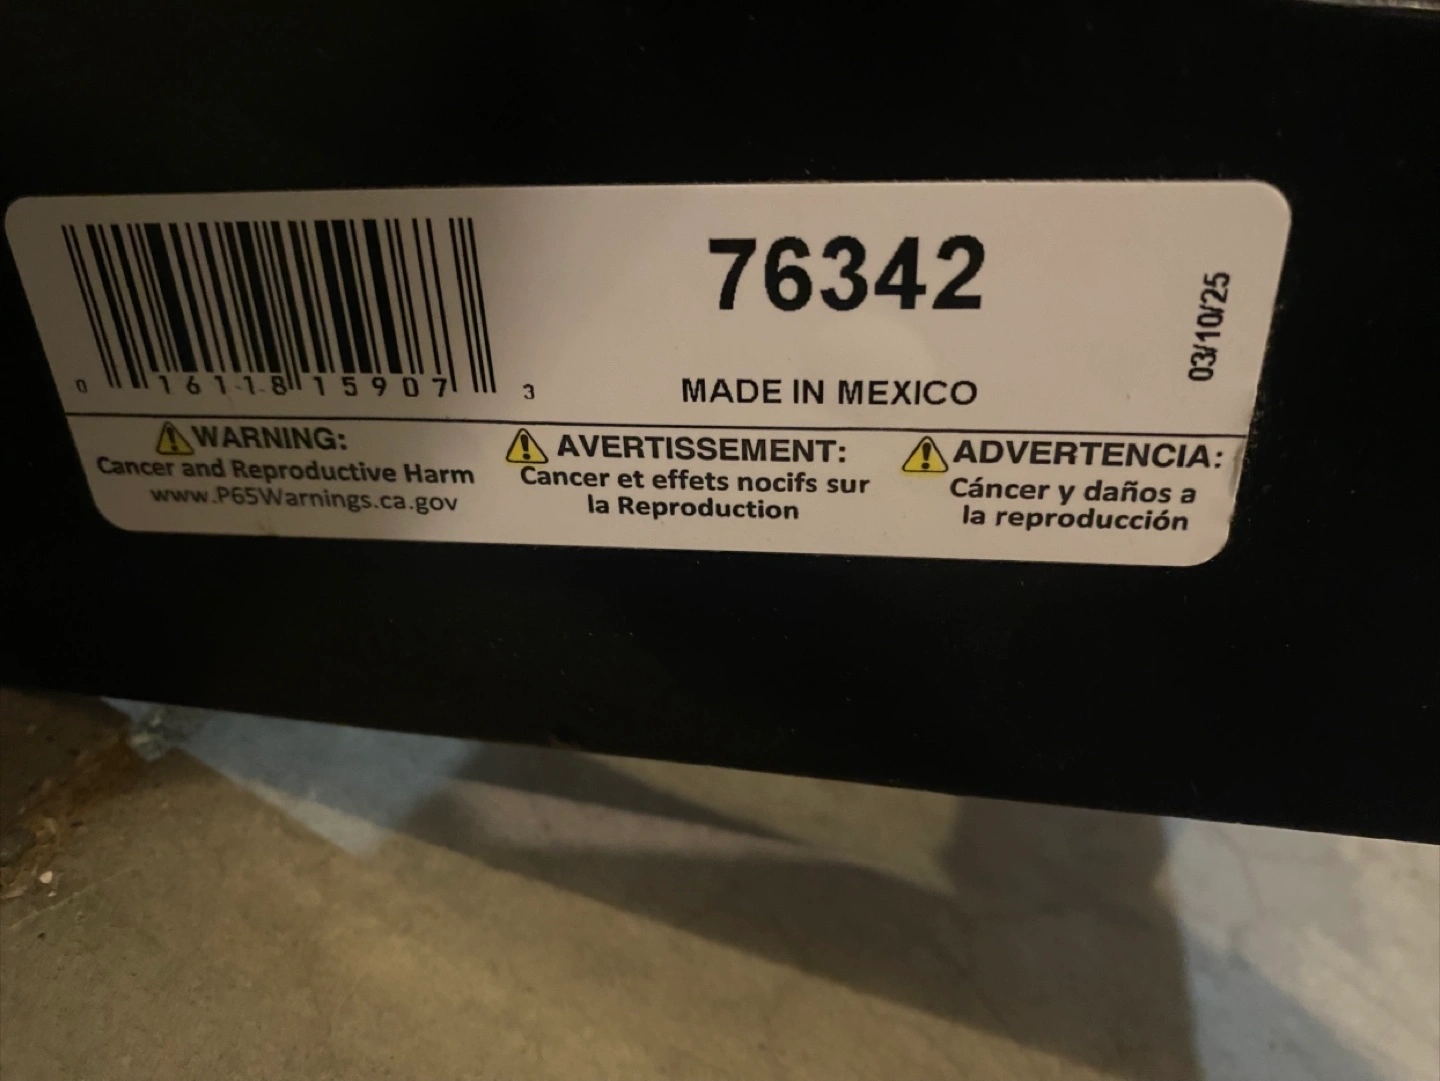 76342
03/10/25
MADE IN MEXICO
0 16118 15907 3
WARNING:
Cancer and Reproductive Harm
www.P65Warnings.ca.gov
AVERTISSEMENT:
Cancer et effets nocifs sur
la Reproduction
ADVERTENCIA:
Cáncer y daños a
la reproducción